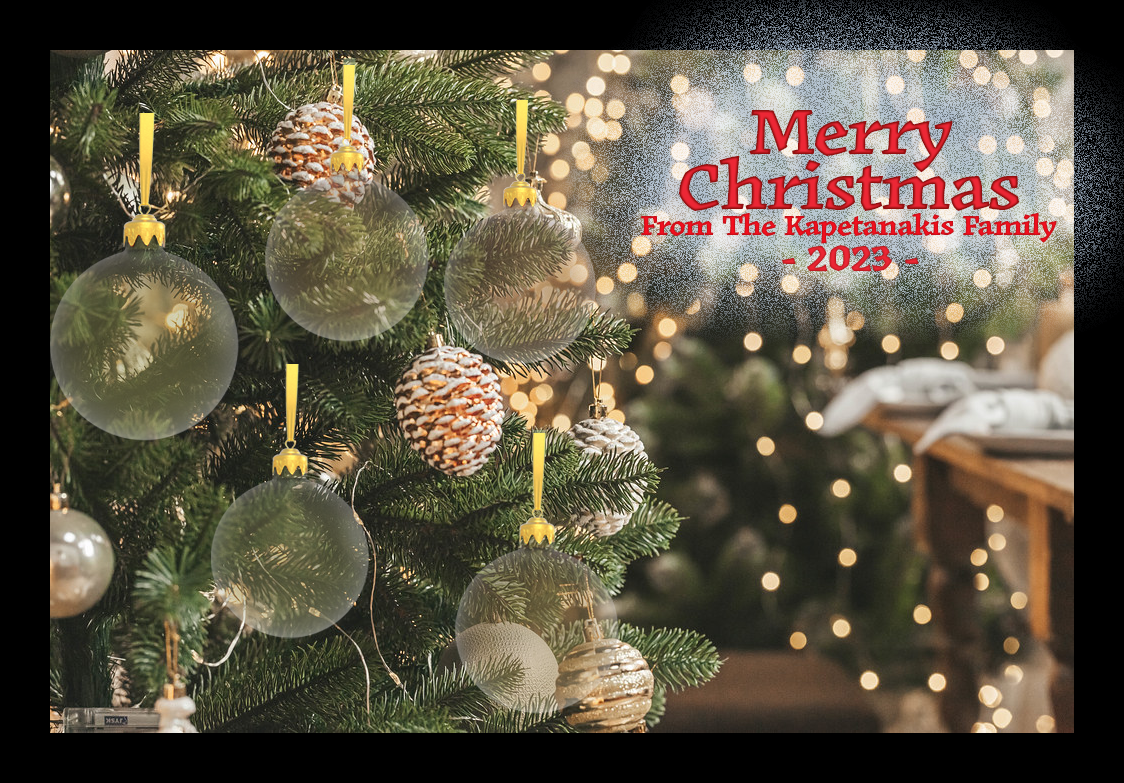 Merry
Christmas
From The Kapetanakis Family
- 2023 -